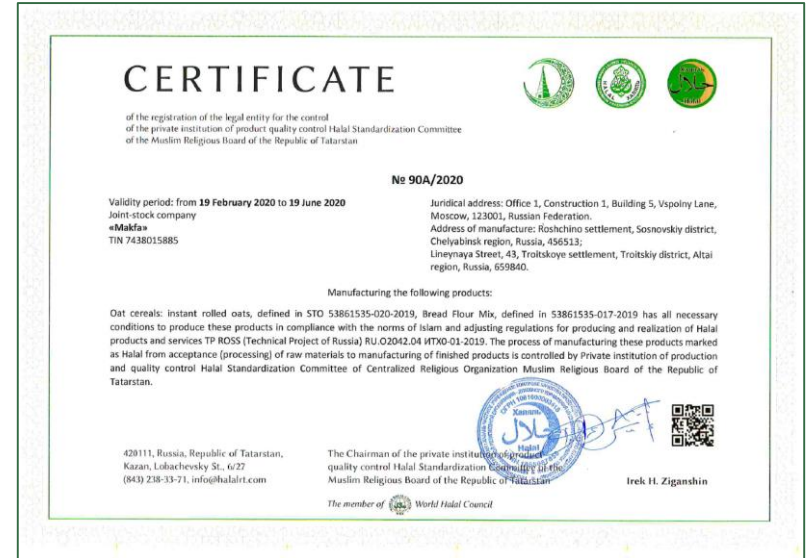 CERTIFICATE
of the registration of the legal entity for the control
of the private institution of product quality control Halal Standardization Committee
of the Muslim Religious Board of the Republic of Tatarstan
№ 90A/2020
Validity period: from 19 February 2020 to 19 June 2020
Joint-stock company
«Makfa»
TIN 7438015885
Juridical address: Office 1, Construction 1, Building 5, Vspolny Lane,
Moscow, 123001, Russian Federation.
Address of manufacture: Roshchino settlement, Sosnovskiy district,
Chelyabinsk region, Russia, 456513;
Lineynaya Street, 43, Troitskoye settlement, Troitskiy district, Altai
region, Russia, 659840.
Manufacturing the following products:
Oat cereals: instant rolled oats, defined in STO 53861535-020-2019, Bread Flour Mix, defined in 53861535-017-2019 has all necessary
conditions to produce these products in compliance with the norms of Islam and adjusting regulations for producing and realization of Halal
products and services TP ROSS (Technical Project of Russia) RU.O2042.04 ИТХ0-01-2019. The process of manufacturing these products marked
as Halal from acceptance (processing) of raw materials to manufacturing of finished products is controlled by Private institution of production
and quality control Halal Standardization Committee of Centralized Religious Organization Muslim Religious Board of the Republic of
Tatarstan.
Халяль
حلال
Halal
420111, Russia, Republic of Tatarstan,
Kazan, Lobachevsky St., 6/27
(843) 238-33-71, info@halalrt.com
The Chairman of the private institution of product
quality control Halal Standardization Committee of the
Muslim Religious Board of the Republic of Tatarstan
Irek H. Ziganshin
The member of World Halal Council